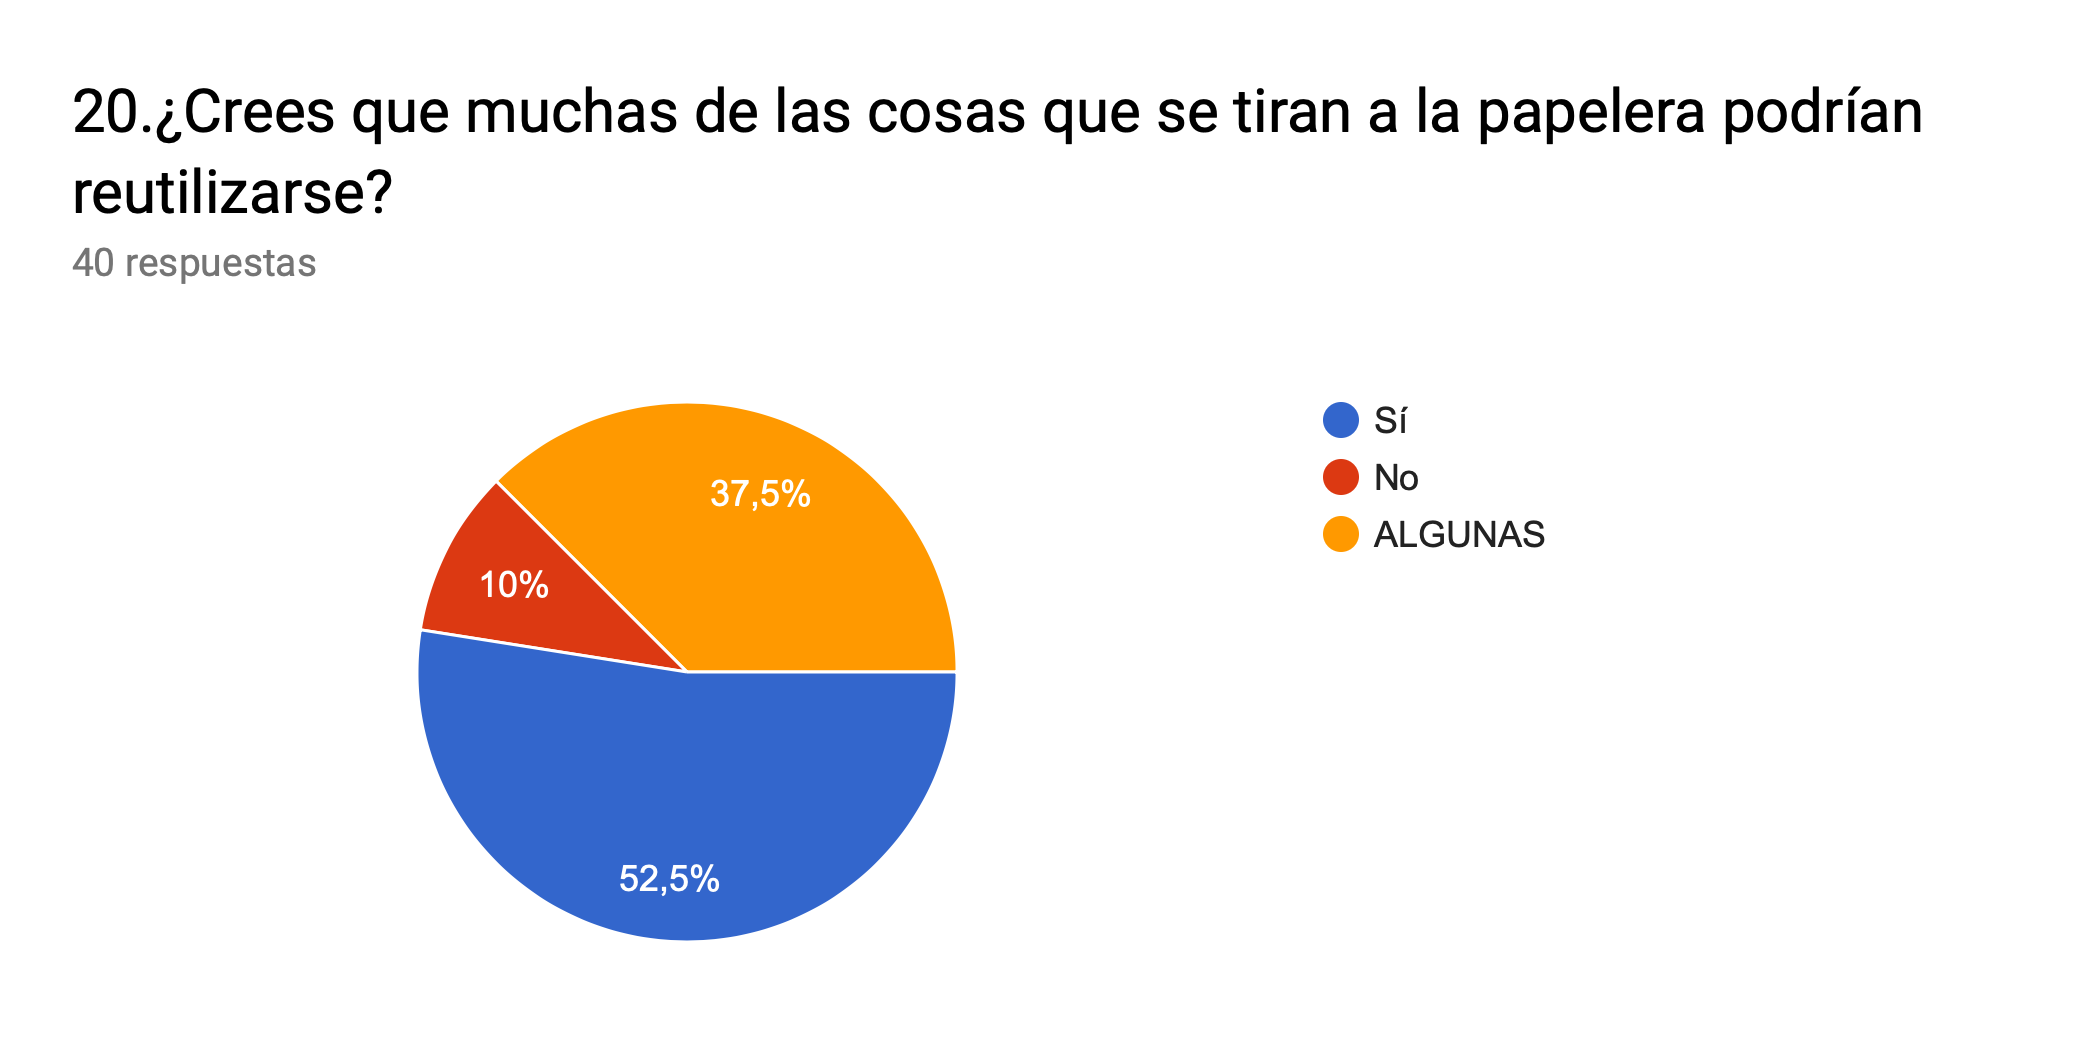 20.¿Crees que muchas de las cosas que se tiran a la papelera podrían
reutilizarse?
40 respuestas
Sí
No
ALGUNAS
37,5%
10%
52,5%